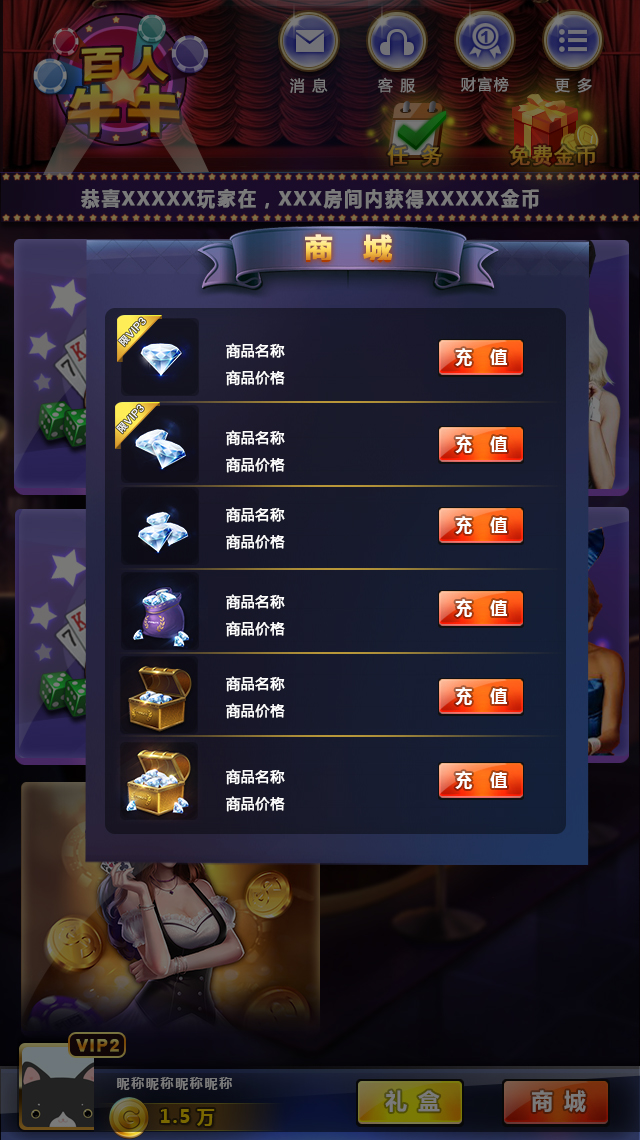 百人
牛牛
消息
客服
财富榜
更多
任务
免费金币
恭喜XXXXX玩家在，XXX房间内获得XXXXX金币
商城
限VIP3
商品名称
商品价格
充值
限VIP3
商品名称
商品价格
充值
商品名称
商品价格
充值
商品名称
商品价格
充值
商品名称
商品价格
充值
商品名称
商品价格
充值
VIP2
昵称昵称昵称昵称
1.5万
礼盒
商城